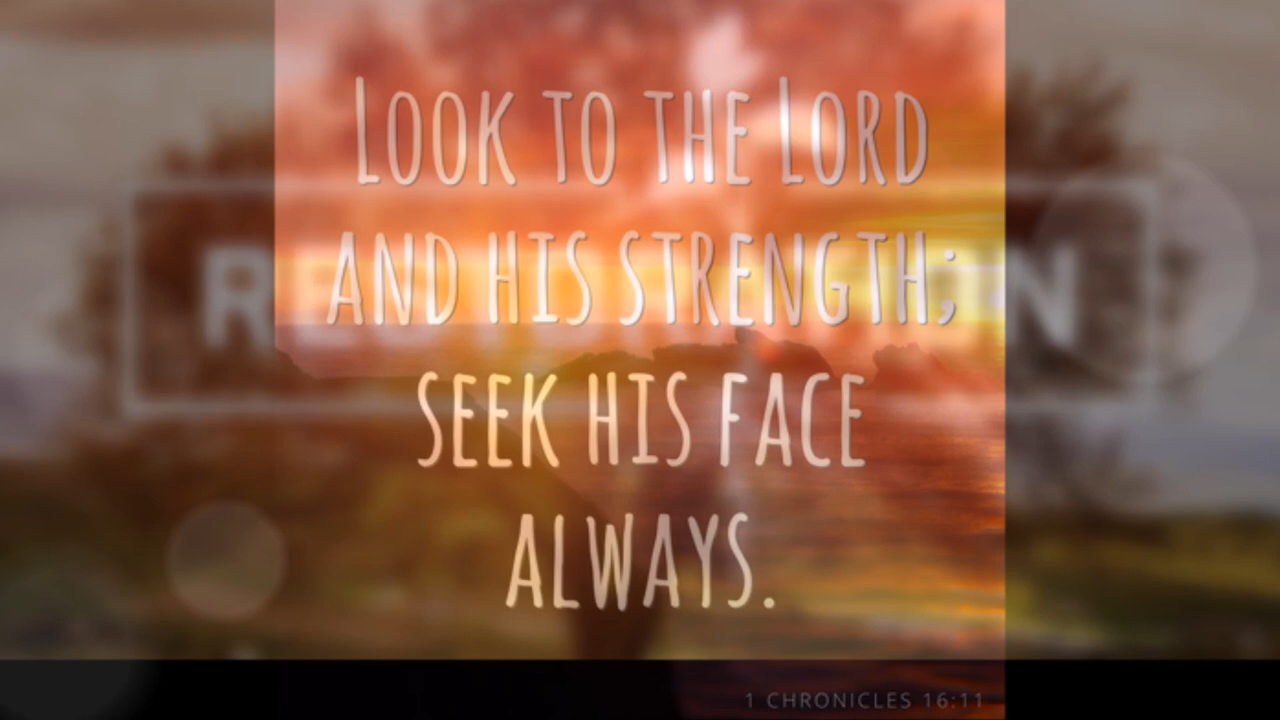 LOOK TO THE LORD
AND HIS STRENGTH;
SEEK HIS FACE
ALWAYS.
1 CHRONICLES 16:11